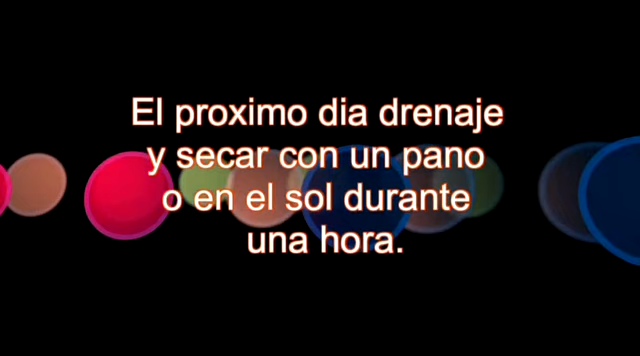 El proximo dia drenaje
y secar con un pano
o en el sol durante
una hora.